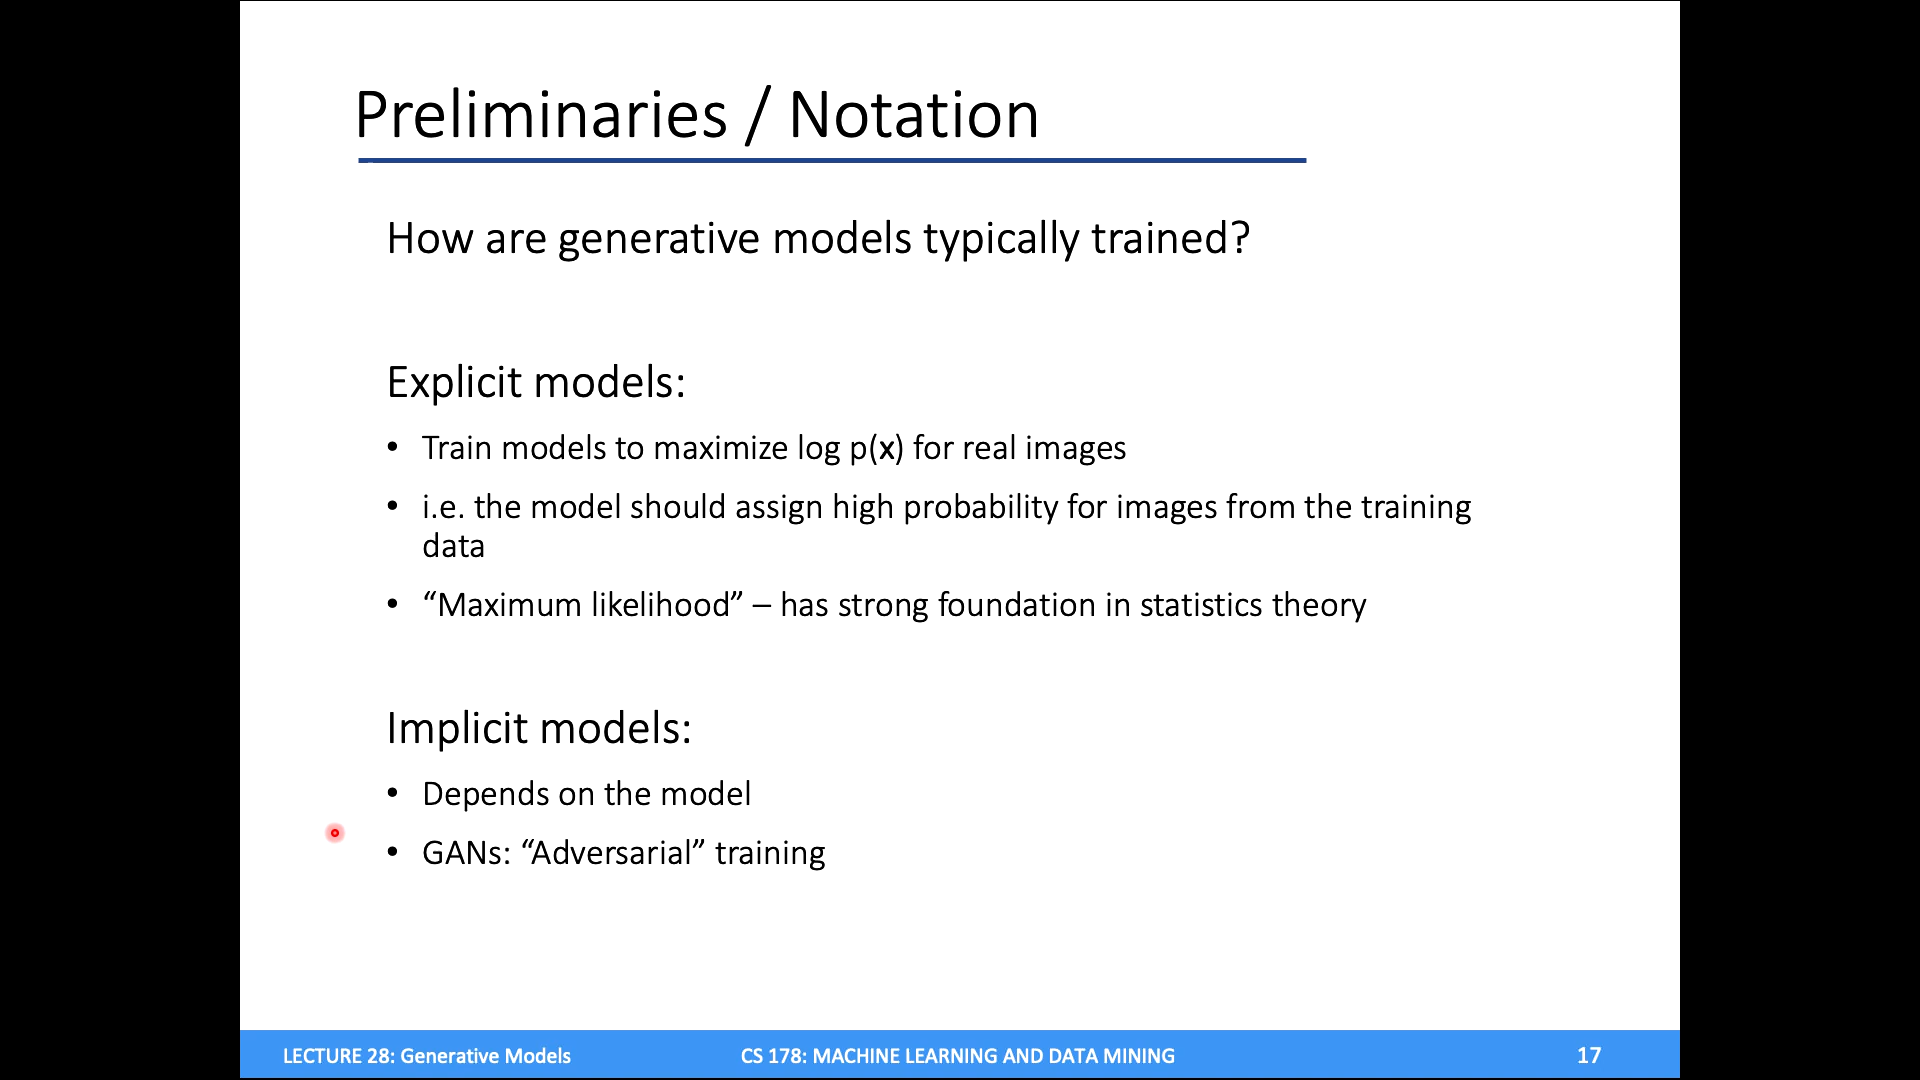 Preliminaries / Notation
How are generative models typically trained?
Explicit models:
• Train models to maximize log p(x) for real images
• i.e. the model should assign high probability for images from the training
data
• “Maximum likelihood” – has strong foundation in statistics theory
Implicit models:
• Depends on the model
• GANs: “Adversarial” training
LECTURE 28: Generative Models
CS 178: MACHINE LEARNING AND DATA MINING
17